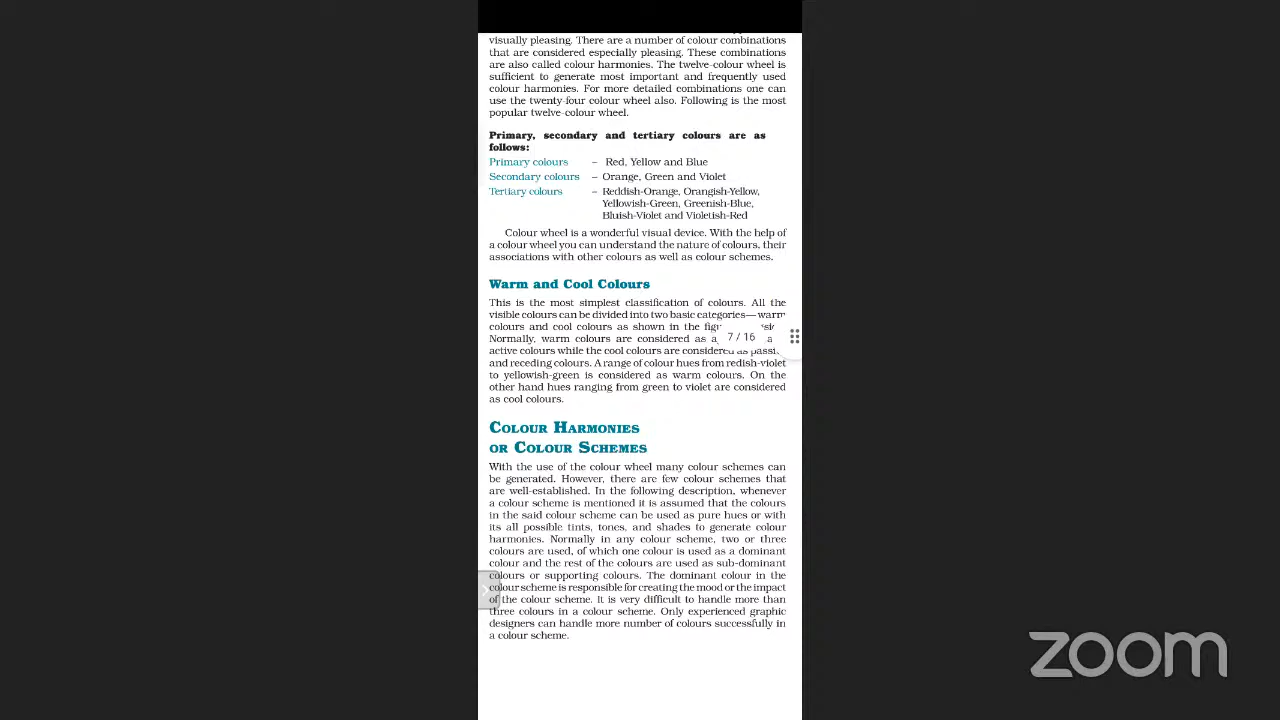 visually pleasing. There are a number of colour combinations
that are considered especially pleasing. These combinations
are also called colour harmonies. The twelve-colour wheel is
sufficient to generate most important and frequently used
colour harmonies. For more detailed combinations one can
use the twenty-four colour wheel also. Following is the most
popular twelve-colour wheel.
Primary, secondary and tertiary colours are as
follows:
Primary colours – Red, Yellow and Blue
Secondary colours – Orange, Green and Violet
Tertiary colours – Reddish-Orange, Orangish-Yellow,
Yellowish-Green, Greenish-Blue,
Bluish-Violet and Violetish-Red
Colour wheel is a wonderful visual device. With the help of
a colour wheel you can understand the nature of colours, their
associations with other colours as well as colour schemes.
Warm and Cool Colours
This is the most simplest classification of colours. All the
visible colours can be divided into two basic categories—warm
colours and cool colours as shown in the
Normally, warm colours are considered as
7 / 16
active colours while the cool colours are considered as
and receding colours. A range of colour hues from redish-violet
to yellowish-green is considered as warm colours. On the
other hand hues ranging from green to violet are considered
as cool colours.
COLOUR HARMONIES
OR COLOUR SCHEMES
With the use of the colour wheel many colour schemes can
be generated. However, there are few colour schemes that
are well-established. In the following description, whenever
a colour scheme is mentioned it is assumed that the colours
in the said colour scheme can be used as pure hues or with
its all possible tints, tones, and shades to generate colour
harmonies. Normally in any colour scheme, two or three
colours are used, of which one colour is used as a dominant
colour and the rest of the colours are used as sub-dominant
colours or supporting colours. The dominant colour in the
colour scheme is responsible for creating the mood or the impact
of the colour scheme. It is very difficult to handle more than
three colours in a colour scheme. Only experienced graphic
designers can handle more number of colours successfully in
a colour scheme.
zoom